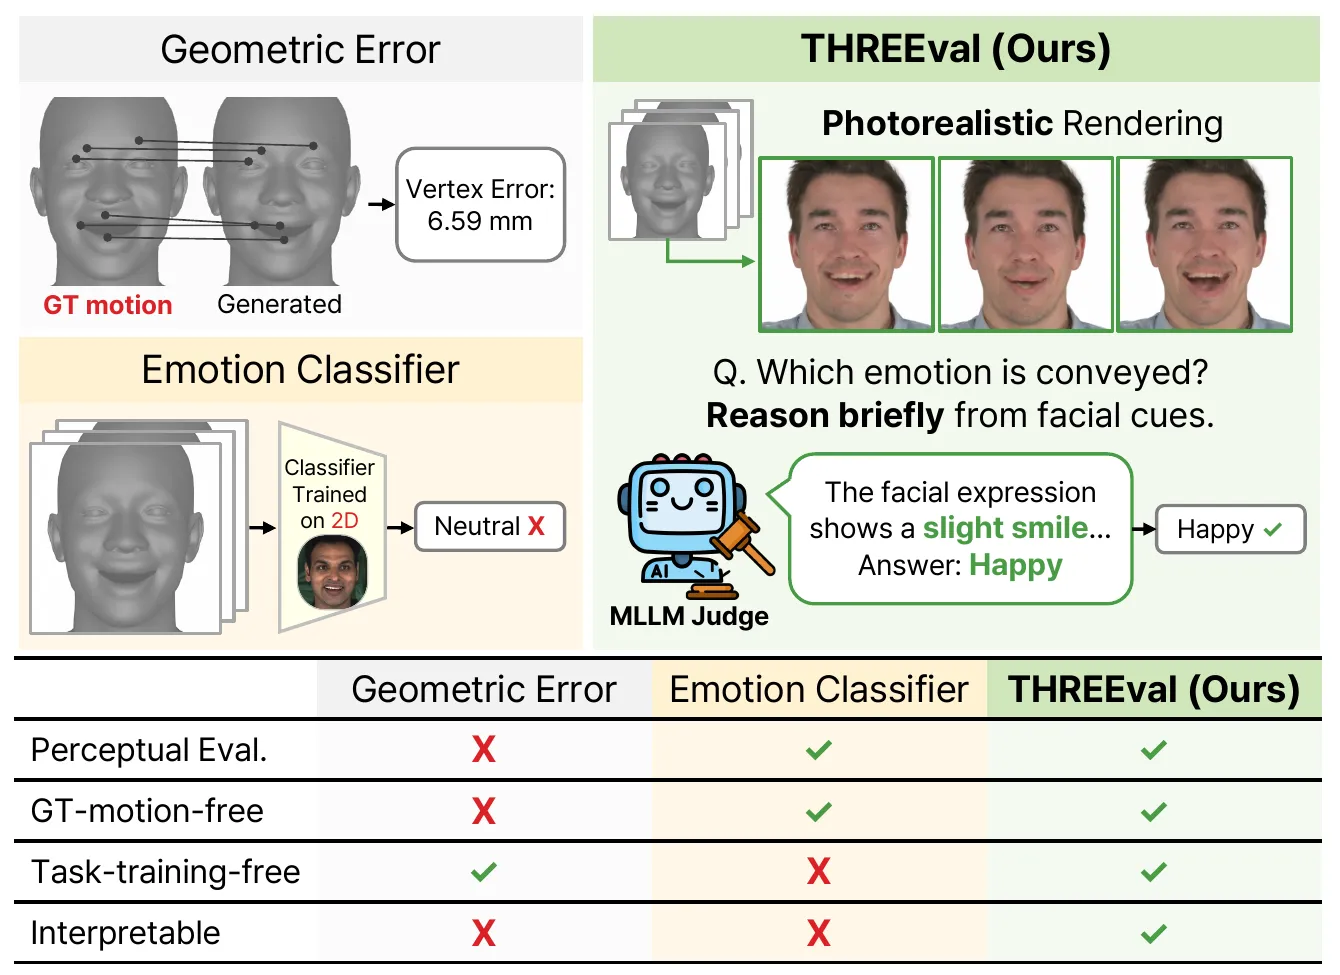 Geometric Error
Vertex Error:
6.59 mm
GT motion
Generated
Emotion Classifier
Classifier
Trained
on 2D
Neutral X
THREEval (Ours)
Photorealistic Rendering
Q. Which emotion is conveyed?
Reason briefly from facial cues.
AI
MLLM Judge
The facial expression
shows a slight smile...
Answer: Happy
Happy ✓
Geometric Error Emotion Classifier THREEval (Ours)
Perceptual Eval. X ✓ ✓
GT-motion-free X ✓ ✓
Task-training-free ✓ X ✓
Interpretable X X ✓